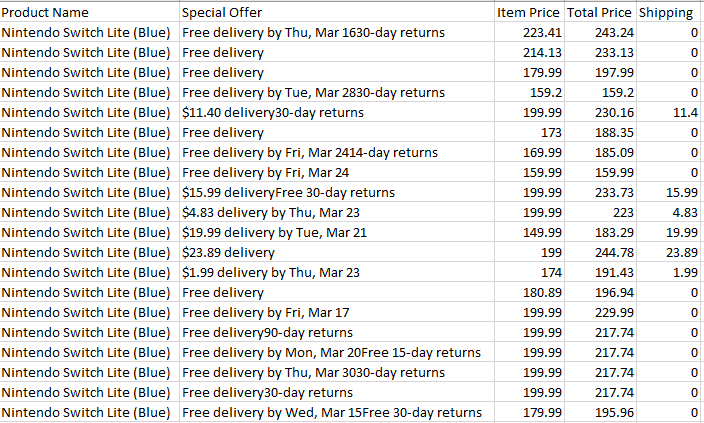 Product Name Special Offer Item Price Total Price Shipping
Nintendo Switch Lite (Blue) Free delivery by Thu, Mar 1630-day returns 223.41 243.24 0
Nintendo Switch Lite (Blue) Free delivery 214.13 233.13 0
Nintendo Switch Lite (Blue) Free delivery 179.99 197.99 0
Nintendo Switch Lite (Blue) Free delivery by Tue, Mar 2830-day returns 159.2 159.2 0
Nintendo Switch Lite (Blue) $11.40 delivery30-day returns 199.99 230.16 11.4
Nintendo Switch Lite (Blue) Free delivery 173 188.35 0
Nintendo Switch Lite (Blue) Free delivery by Fri, Mar 2414-day returns 169.99 185.09 0
Nintendo Switch Lite (Blue) Free delivery by Fri, Mar 24 159.99 159.99 0
Nintendo Switch Lite (Blue) $15.99 deliveryFree 30-day returns 199.99 233.73 15.99
Nintendo Switch Lite (Blue) $4.83 delivery by Thu, Mar 23 199.99 223 4.83
Nintendo Switch Lite (Blue) $19.99 delivery by Tue, Mar 21 149.99 183.29 19.99
Nintendo Switch Lite (Blue) $23.89 delivery 199 244.78 23.89
Nintendo Switch Lite (Blue) $1.99 delivery by Thu, Mar 23 174 191.43 1.99
Nintendo Switch Lite (Blue) Free delivery 180.89 196.94 0
Nintendo Switch Lite (Blue) Free delivery by Fri, Mar 17 199.99 229.99 0
Nintendo Switch Lite (Blue) Free delivery90-day returns 199.99 217.74 0
Nintendo Switch Lite (Blue) Free delivery by Mon, Mar 20Free 15-day returns 199.99 217.74 0
Nintendo Switch Lite (Blue) Free delivery by Thu, Mar 3030-day returns 199.99 217.74 0
Nintendo Switch Lite (Blue) Free delivery30-day returns 199.99 217.74 0
Nintendo Switch Lite (Blue) Free delivery by Wed, Mar 15Free 30-day returns 179.99 195.96 0